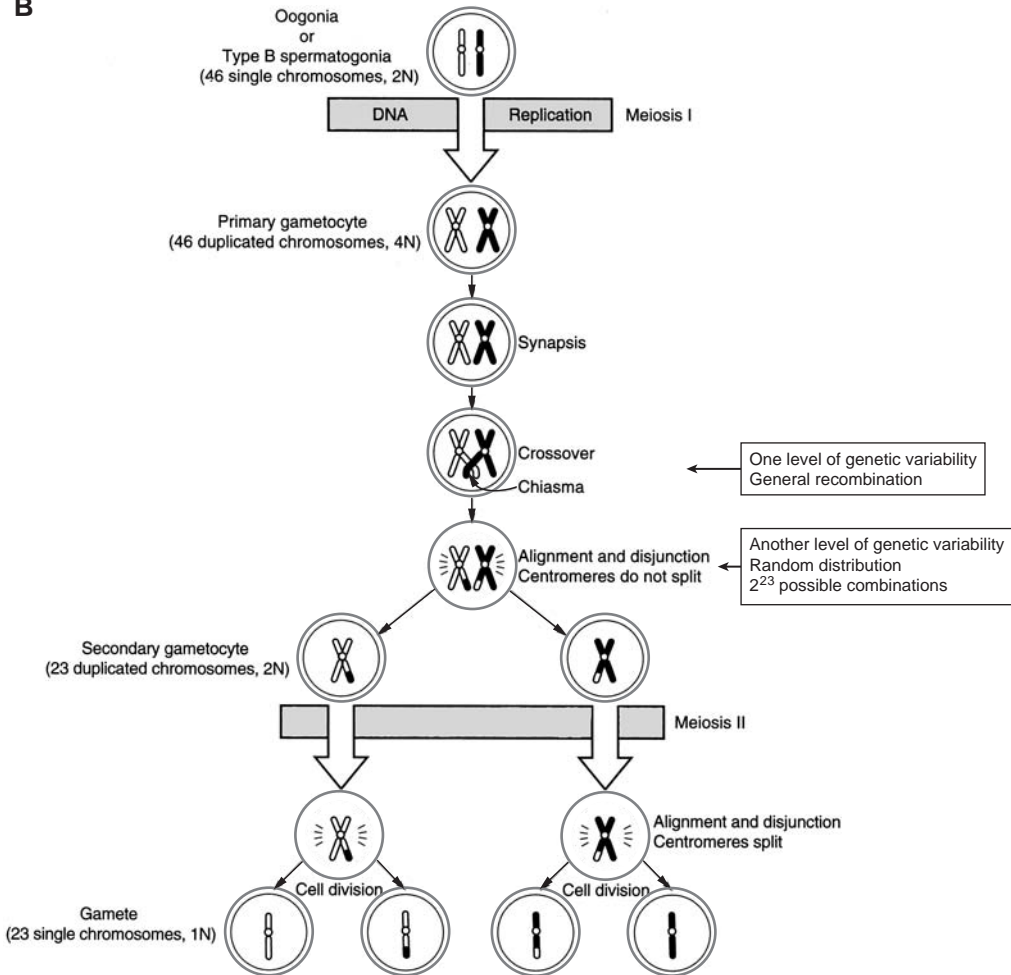 B
Oogonia
or
Type B spermatogonia
(46 single chromosomes, 2N)
DNA
Replication
Meiosis I
Primary gametocyte
(46 duplicated chromosomes, 4N)
Synapsis
Crossover
Chiasma
One level of genetic variability
General recombination
Alignment and disjunction
Centromeres do not split
Another level of genetic variability
Random distribution
2²³ possible combinations
Secondary gametocyte
(23 duplicated chromosomes, 2N)
Meiosis II
Alignment and disjunction
Centromeres split
Cell division
Cell division
Gamete
(23 single chromosomes, 1N)